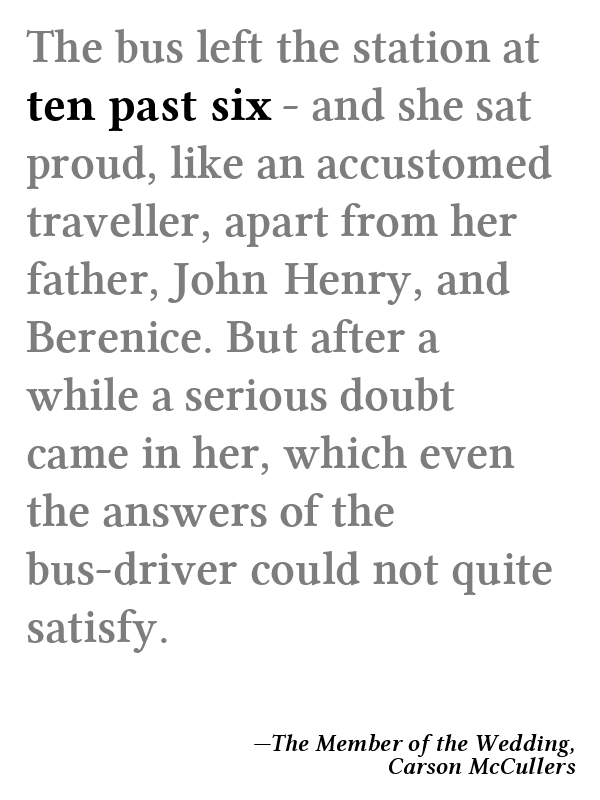 The bus left the station at
ten past six - and she sat
proud, like an accustomed
traveller, apart from her
father, John Henry, and
Berenice. But after a
while a serious doubt
came in her, which even
the answers of the
bus-driver could not quite
satisfy.
—The Member of the Wedding,
Carson McCullers